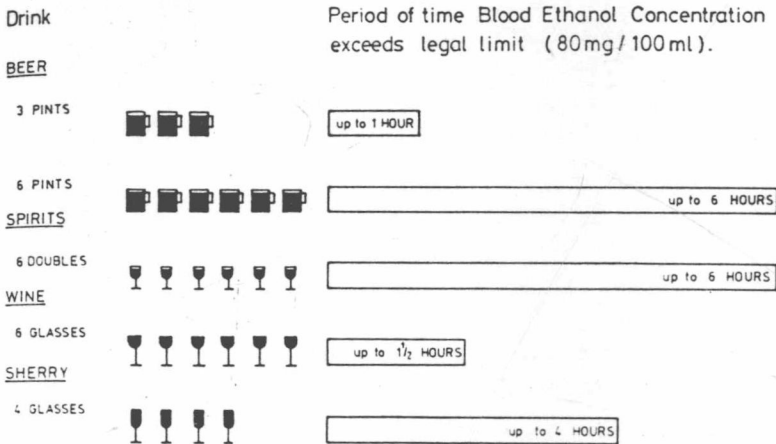 Drink
Period of time Blood Ethanol Concentration
exceeds legal limit (80mg/100ml).
BEER
3 PINTS
up to 1 HOUR
6 PINTS
up to 6 HOURS
SPIRITS
6 DOUBLES
up to 6 HOURS
WINE
6 GLASSES
up to 1½ HOURS
SHERRY
4 GLASSES
up to 4 HOURS